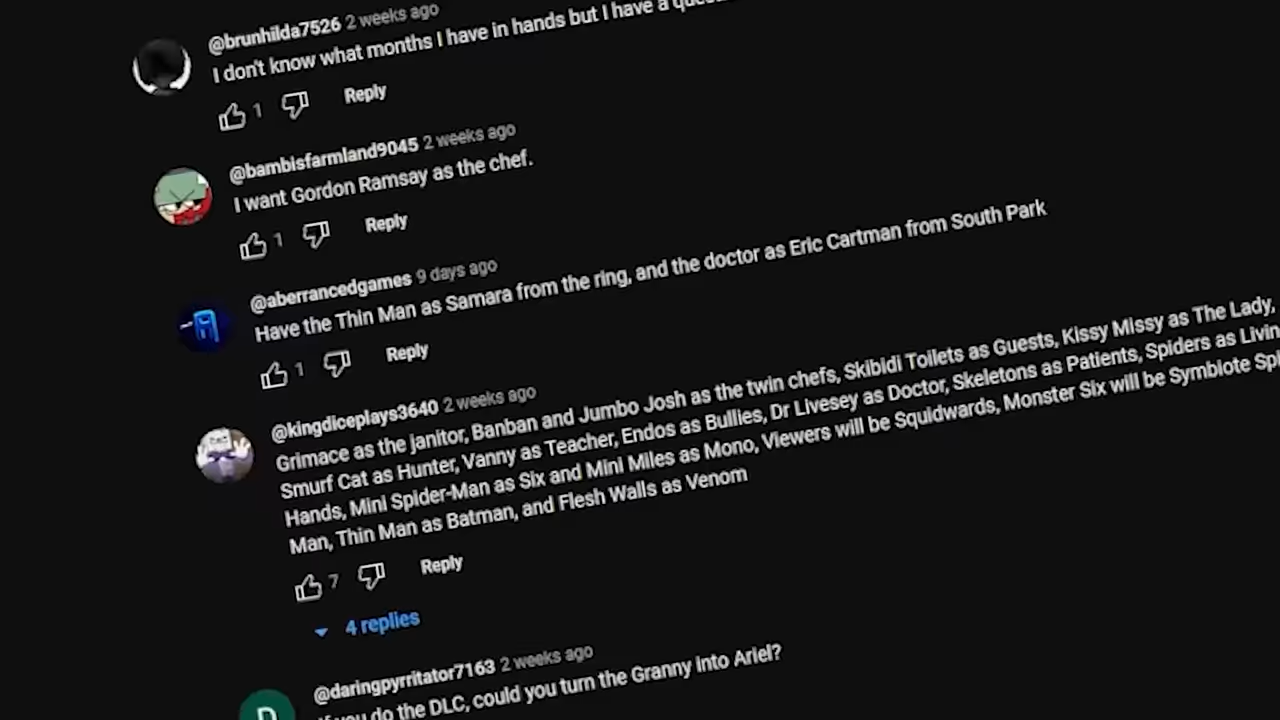 @brunhilda7526 2 weeks ago
I don't know what months I have in hands but I have a
1 Reply
@bambisfarmland9045 2 weeks ago
I want Gordon Ramsay as the chef.
1 Reply
@aberrancedgames 9 days ago
Have the Thin Man as Samara from the ring, and the doctor as Eric Cartman from South Park
1 Reply
@kingdiceplays3640 2 weeks ago
Grimace as the janitor, Banban and Jumbo Josh as the twin chefs, Skibidi Toilets as Guests, Kissy Missy as The Lady,
Smurf Cat as Hunter, Vanny as Teacher, Endos as Bullies, Dr Livesey as Doctor, Skeletons as Patients, Spiders as
Hands, Mini Spider-Man as Six and Mini Miles as Mono, Viewers will be Squidwards, Monster Six will be Symbiote
Man, Thin Man as Batman, and Flesh Walls as Venom
7 Reply
4 replies
@daringpyrritator7163 2 weeks ago
you do the DLC, could you turn the Granny into Ariel?